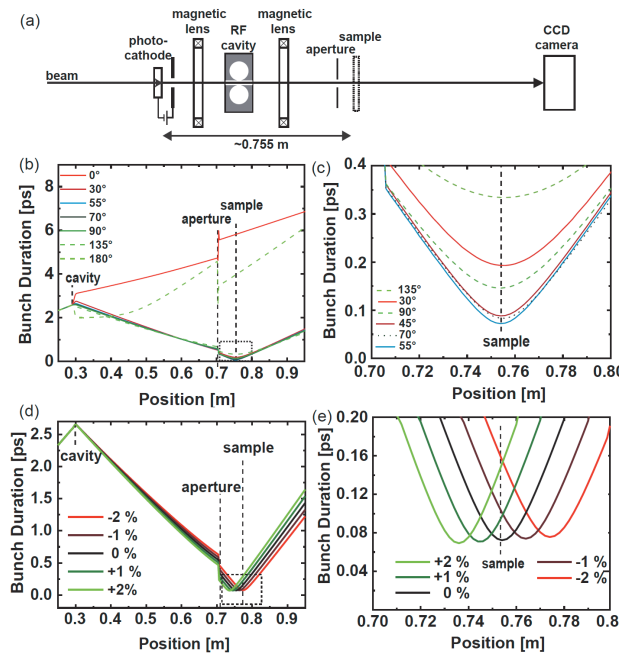 (a)
magnetic
lens
RF
cavity
magnetic
lens
photo-
cathode
aperture
sample
CCD
camera
beam
~0.755 m
(b)
Bunch Duration [ps]
8
6
4
2
0
0°
30°
55°
70°
90°
135°
180°
cavity
aperture
sample
0.3 0.4 0.5 0.6 0.7 0.8 0.9
Position [m]
(c)
Bunch Duration [ps]
0.4
0.3
0.2
0.1
0.0
135°
30°
90°
45°
70°
55°
sample
0.70 0.72 0.74 0.76 0.78 0.80
Position [m]
(d)
Bunch Duration [ps]
2.5
2.0
1.5
1.0
0.5
0.0
cavity
aperture
sample
-2 %
-1 %
0 %
+1 %
+2%
0.3 0.4 0.5 0.6 0.7 0.8 0.9
Position [m]
(e)
Bunch Duration [ps]
0.20
0.16
0.12
0.08
0.04
sample
+2 % -1 %
+1 % -2 %
0 %
0.70 0.72 0.74 0.76 0.78 0.8
Position [m]